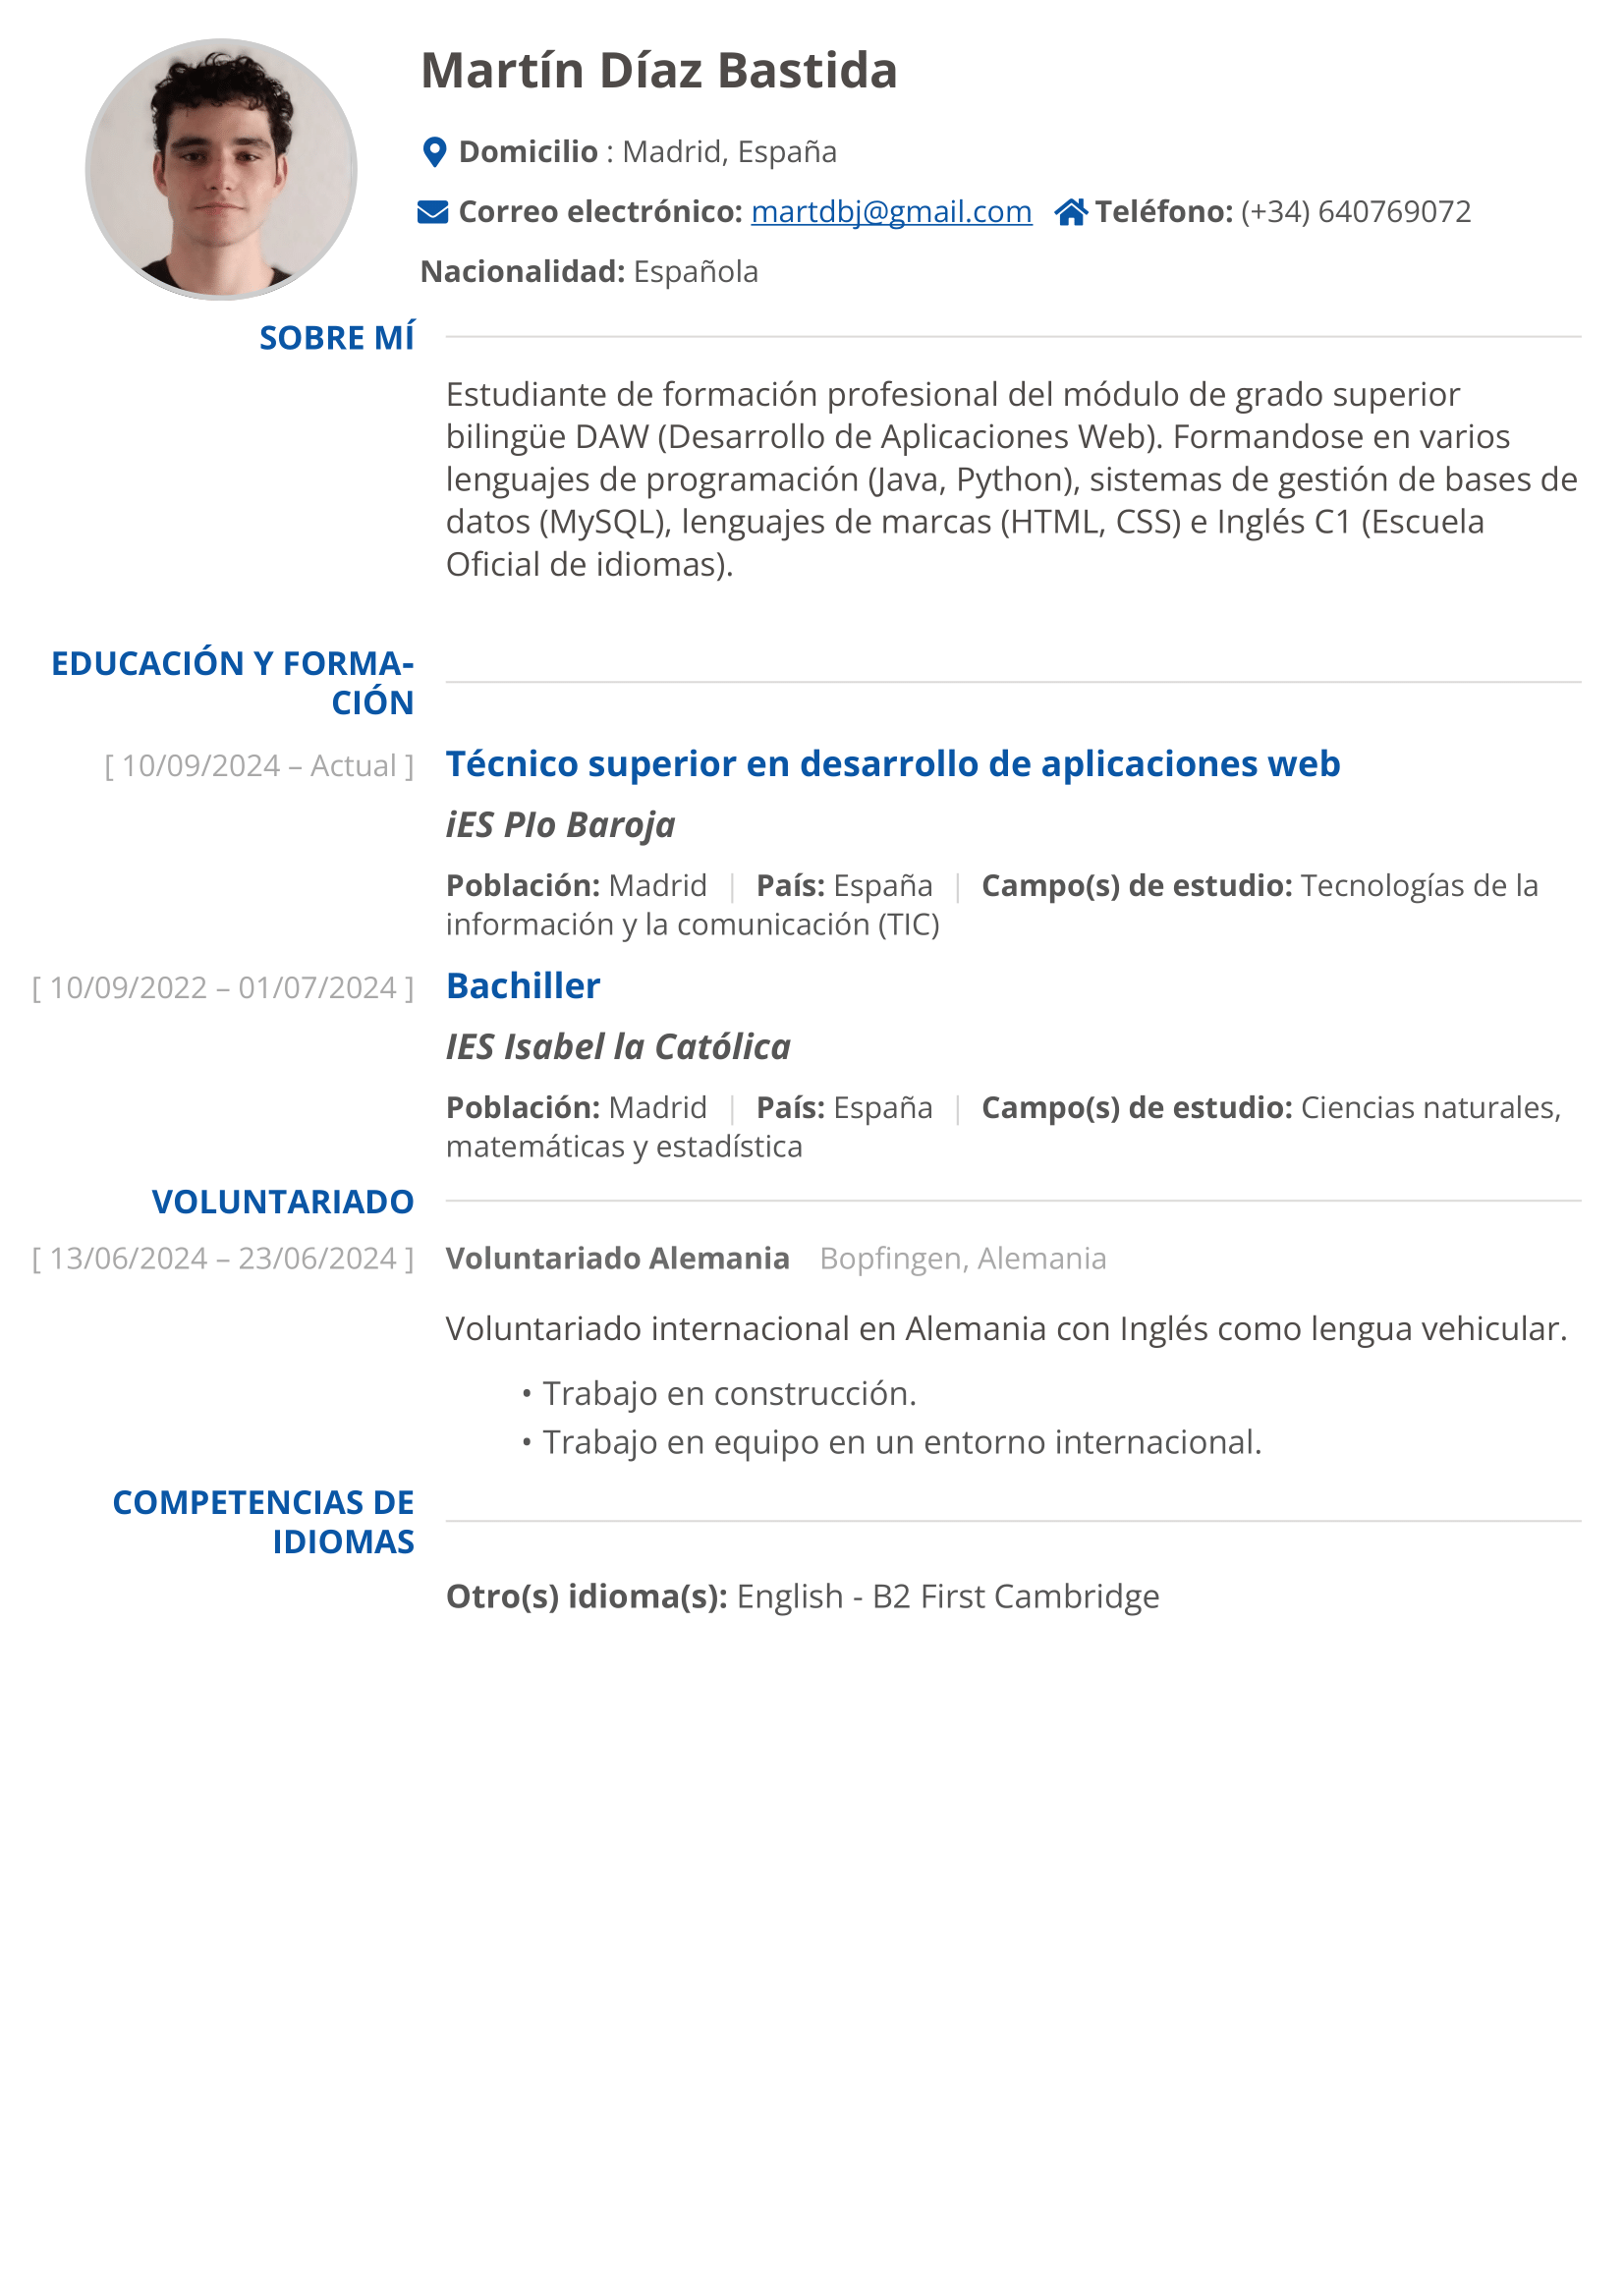 Martín Díaz Bastida
Domicilio : Madrid, España
Correo electrónico: martdbj@gmail.com Teléfono: (+34) 640769072
Nacionalidad: Española
SOBRE MÍ
Estudiante de formación profesional del módulo de grado superior
bilingüe DAW (Desarrollo de Aplicaciones Web). Formandose en varios
lenguajes de programación (Java, Python), sistemas de gestión de bases de
datos (MySQL), lenguajes de marcas (HTML, CSS) e Inglés C1 (Escuela
Oficial de idiomas).
EDUCACIÓN Y FORMA-
CIÓN
[ 10/09/2024 – Actual ] Técnico superior en desarrollo de aplicaciones web
iES PIo Baroja
Población: Madrid | País: España | Campo(s) de estudio: Tecnologías de la
información y la comunicación (TIC)
[ 10/09/2022 – 01/07/2024 ] Bachiller
IES Isabel la Católica
Población: Madrid | País: España | Campo(s) de estudio: Ciencias naturales,
matemáticas y estadística
VOLUNTARIADO
[ 13/06/2024 – 23/06/2024 ] Voluntariado Alemania Bopfingen, Alemania
Voluntariado internacional en Alemania con Inglés como lengua vehicular.
• Trabajo en construcción.
• Trabajo en equipo en un entorno internacional.
COMPETENCIAS DE
IDIOMAS
Otro(s) idioma(s): English - B2 First Cambridge